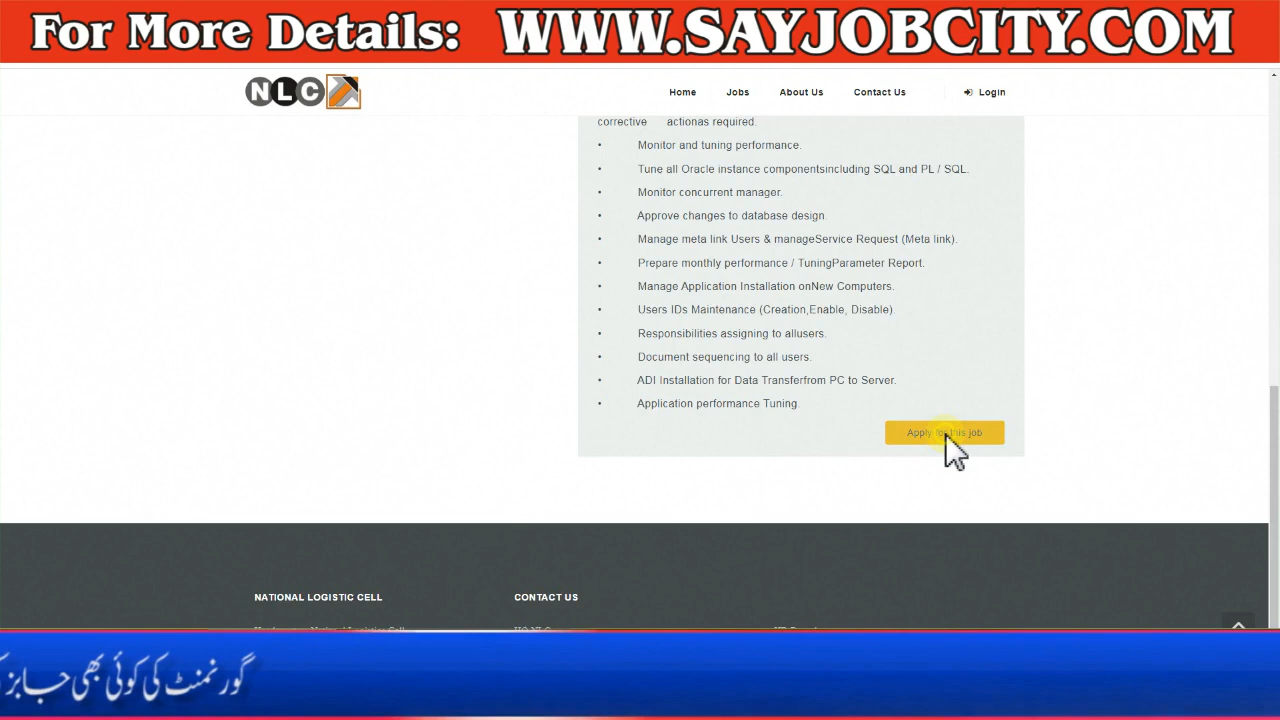 For More Details: WWW.SAYJOBCITY.COM
NLC
Home Jobs About Us Contact Us Login
corrective actionas required.
• Monitor and tuning performance.
• Tune all Oracle instance componentsincluding SQL and PL / SQL.
• Monitor concurrent manager.
• Approve changes to database design.
• Manage meta link Users & manageService Request (Meta link).
• Prepare monthly performance / TuningParameter Report.
• Manage Application Installation onNew Computers.
• Users IDs Maintenance (Creation,Enable, Disable).
• Responsibilities assigning to allusers.
• Document sequencing to all users.
• ADI Installation for Data Transferfrom PC to Server.
• Application performance Tuning.
Apply for this job
NATIONAL LOGISTIC CELL CONTACT US
گورنمنٹ کی کوئی بھی جابز